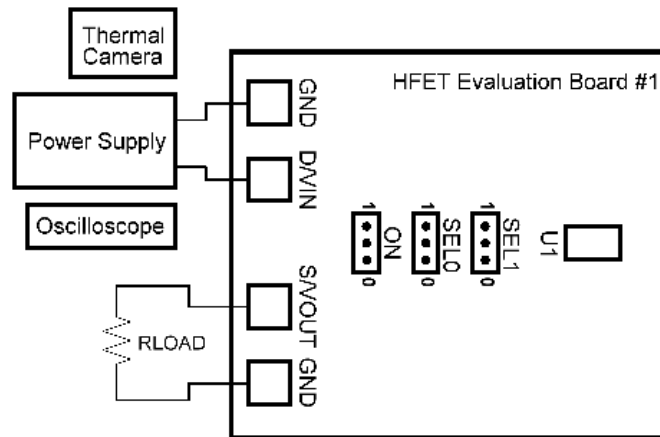 Thermal
Camera
Power Supply
Oscilloscope
RLOAD
HFET Evaluation Board #1
GND
D/VIN
S/VOUT
GND
1
ON
0
1
SEL0
0
1
SEL1
0
U1